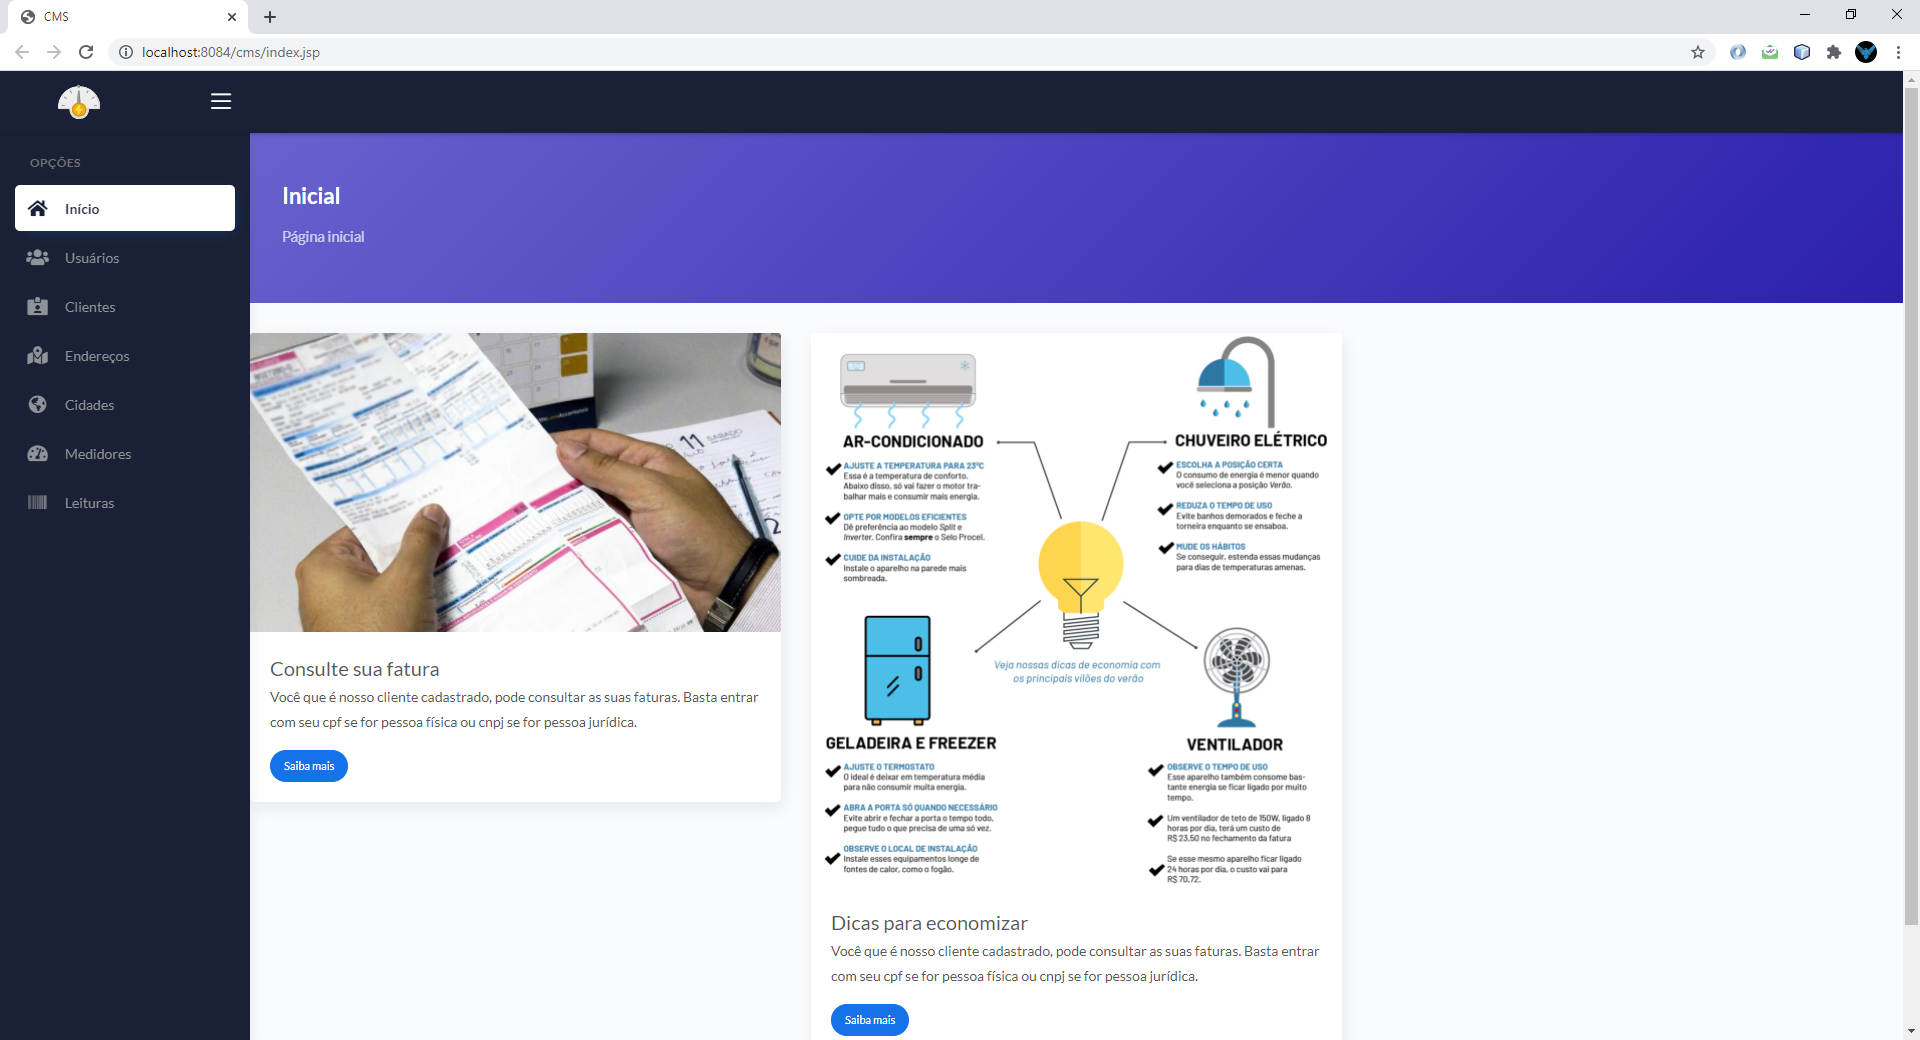 CMS
localhost:8084/cms/index.jsp
OPÇÕES
Início
Usuários
Clientes
Endereços
Cidades
Medidores
Leituras
Inicial
Página inicial
11 SÁBADO
Consulte sua fatura
Você que é nosso cliente cadastrado, pode consultar as suas faturas. Basta entrar
com seu cpf se for pessoa física ou cnpj se for pessoa jurídica.
Saiba mais
AR-CONDICIONADO
AJUSTE A TEMPERATURA PARA 23ºC
Essa é a temperatura de conforto.
Abaixo disso, só vai fazer o motor tra-
balhar mais e consumir mais energia.
OPTE POR MODELOS EFICIENTES
Dê preferência ao modelo Split e
Inverter. Confira sempre o Selo Procel.
CUIDE DA INSTALAÇÃO
Instale o aparelho na parede mais
sombreada.
CHUVEIRO ELÉTRICO
ESCOLHA A POSIÇÃO CERTA
O consumo de energia é menor quando
você seleciona a posição Verão.
REDUZA O TEMPO DE USO
Evite banhos demorados e feche a
torneira enquanto se ensaboa.
MUDE OS HÁBITOS
Se conseguir, estenda essas mudanças
para dias de temperaturas amenas.
Veja nossas dicas de economia com
os principais vilões do verão
GELADEIRA E FREEZER
AJUSTE O TERMOSTATO
O ideal é deixar em temperatura média
para não consumir muita energia.
ABRA A PORTA SÓ QUANDO NECESSÁRIO
Evite abrir e fechar a porta o tempo todo,
pegue tudo o que precisa de uma só vez.
OBSERVE O LOCAL DE INSTALAÇÃO
Instale esses equipamentos longe de
fontes de calor, como o fogão.
VENTILADOR
OBSERVE O TEMPO DE USO
Esse aparelho também consome bas-
tante energia se ficar ligado por muito
tempo.
Um ventilador de teto de 150W, ligado 8
horas por dia, terá um custo de
R$ 23,50 no fechamento da fatura
Se esse mesmo aparelho ficar ligado
24 horas por dia, o custo vai para
R$ 70,72.
Dicas para economizar
Você que é nosso cliente cadastrado, pode consultar as suas faturas. Basta entrar
com seu cpf se for pessoa física ou cnpj se for pessoa jurídica.
Saiba mais